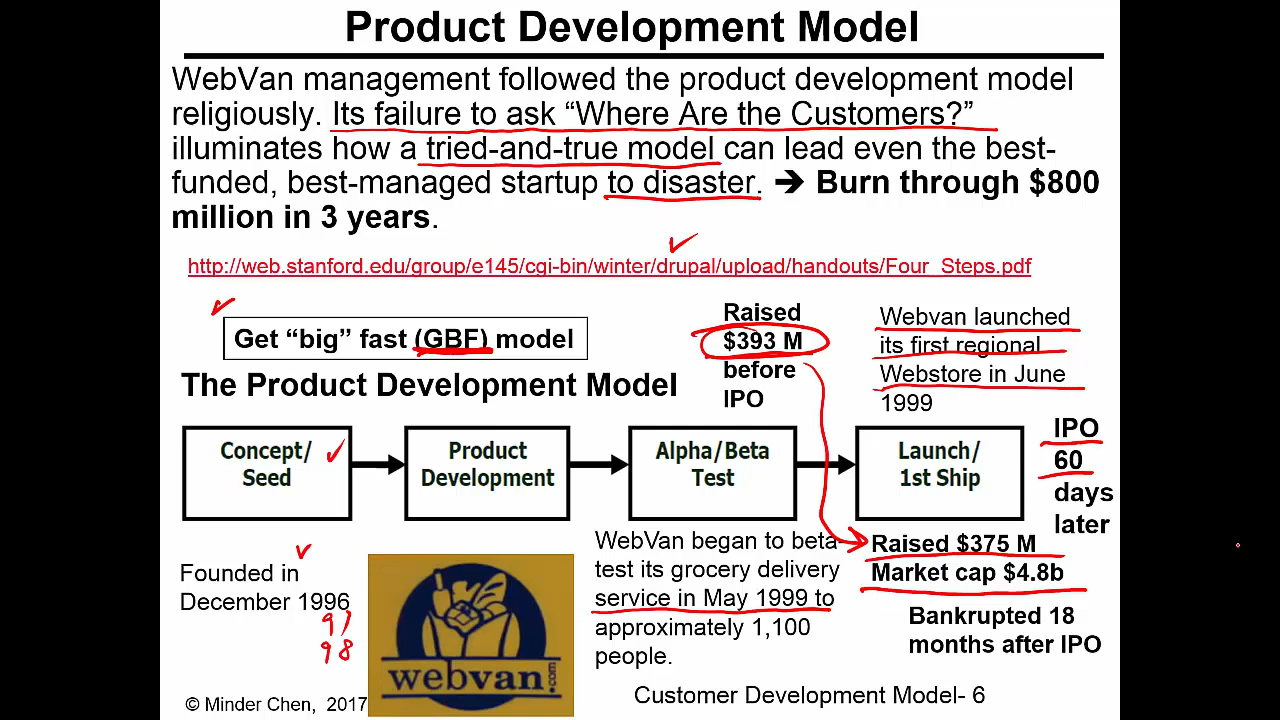 Product Development Model
WebVan management followed the product development model
religiously. Its failure to ask “Where Are the Customers?”
illuminates how a tried-and-true model can lead even the best-
funded, best-managed startup to disaster. ➔ Burn through $800
million in 3 years.
http://web.stanford.edu/group/e145/cgi-bin/winter/drupal/upload/handouts/Four_Steps.pdf
Get “big” fast (GBF) model
Raised
$393 M
before
IPO
Webvan launched
its first regional
Webstore in June
1999
The Product Development Model
Concept/
Seed
Product
Development
Alpha/Beta
Test
Launch/
1st Ship
IPO
60
days
later
Founded in
December 1996
97
98
webvan.com
WebVan began to beta-
test its grocery delivery
service in May 1999 to
approximately 1,100
people.
Raised $375 M
Market cap $4.8b
Bankrupted 18
months after IPO
© Minder Chen, 2017
Customer Development Model- 6